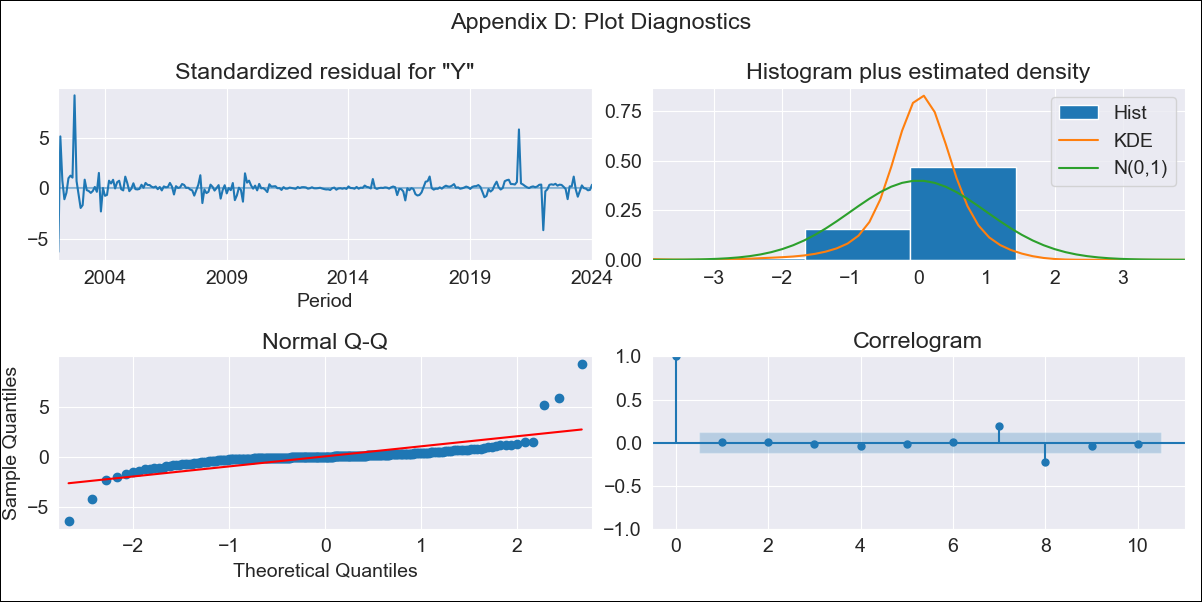 Appendix D: Plot Diagnostics
Standardized residual for "Y"
5
0
−5
2004 2009 2014 2019 2024
Period
Histogram plus estimated density
0.75
0.50
0.25
0.00
Hist
KDE
N(0,1)
−3 −2 −1 0 1 2 3
Normal Q-Q
Sample Quantiles
5
0
−5
−2 −1 0 1 2
Theoretical Quantiles
Correlogram
1.0
0.5
0.0
−0.5
−1.0
0 2 4 6 8 10